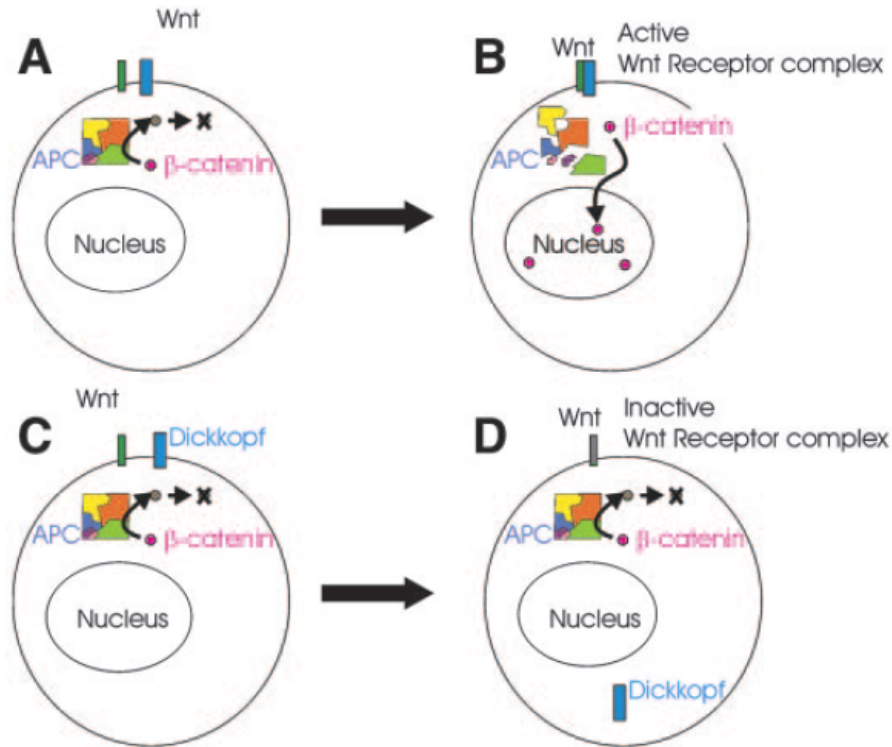 A
Wnt
APC
β-catenin
X
Nucleus
B
Wnt
Active
Wnt Receptor complex
APC
β-catenin
Nucleus
C
Wnt
Dickkopf
APC
β-catenin
X
Nucleus
D
Wnt
Inactive
Wnt Receptor complex
APC
β-catenin
X
Nucleus
Dickkopf